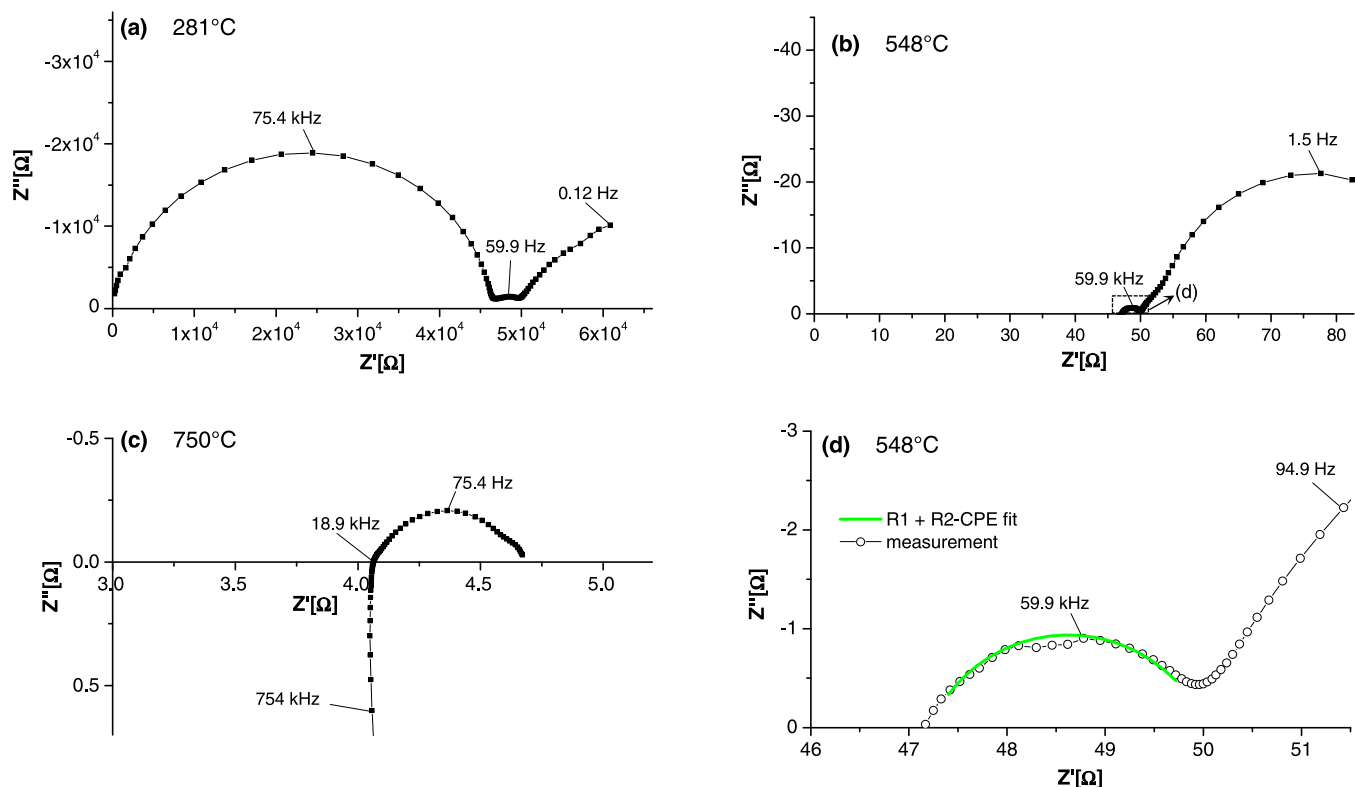 (a) 281°C
-3x10⁴
-2x10⁴
-1x10⁴
0
Z''[Ω]
75.4 kHz
59.9 Hz
0.12 Hz
0 1x10⁴ 2x10⁴ 3x10⁴ 4x10⁴ 5x10⁴ 6x10⁴
Z'[Ω]
(b) 548°C
-40
-30
-20
-10
0
Z''[Ω]
1.5 Hz
59.9 kHz
(d)
0 10 20 30 40 50 60 70 80
Z'[Ω]
(c) 750°C
-0.5
0.0
0.5
Z''[Ω]
75.4 Hz
18.9 kHz
3.0 3.5 4.0 4.5 5.0
Z'[Ω]
754 kHz
(d) 548°C
-3
-2
-1
0
Z''[Ω]
94.9 Hz
R1 + R2-CPE fit
measurement
59.9 kHz
46 47 48 49 50 51
Z'[Ω]